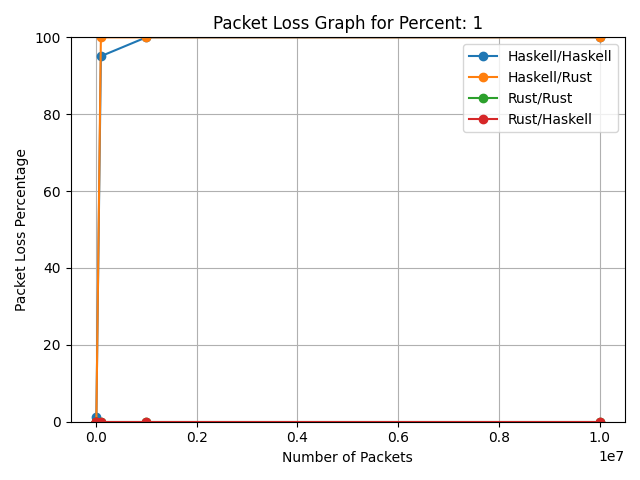 Packet Loss Graph for Percent: 1
100
80
60
40
20
0
Packet Loss Percentage
Haskell/Haskell
Haskell/Rust
Rust/Rust
Rust/Haskell
0.0 0.2 0.4 0.6 0.8 1.0
1e7
Number of Packets